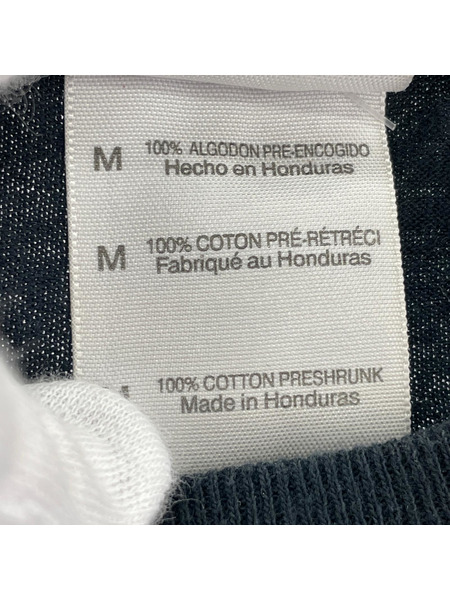 M 100% ALGODON PRE-ENCOGIDO
Hecho en Honduras
M 100% COTON PRÉ-RÉTRÉCI
Fabriqué au Honduras
100% COTTON PRESHRUNK
Made in Honduras